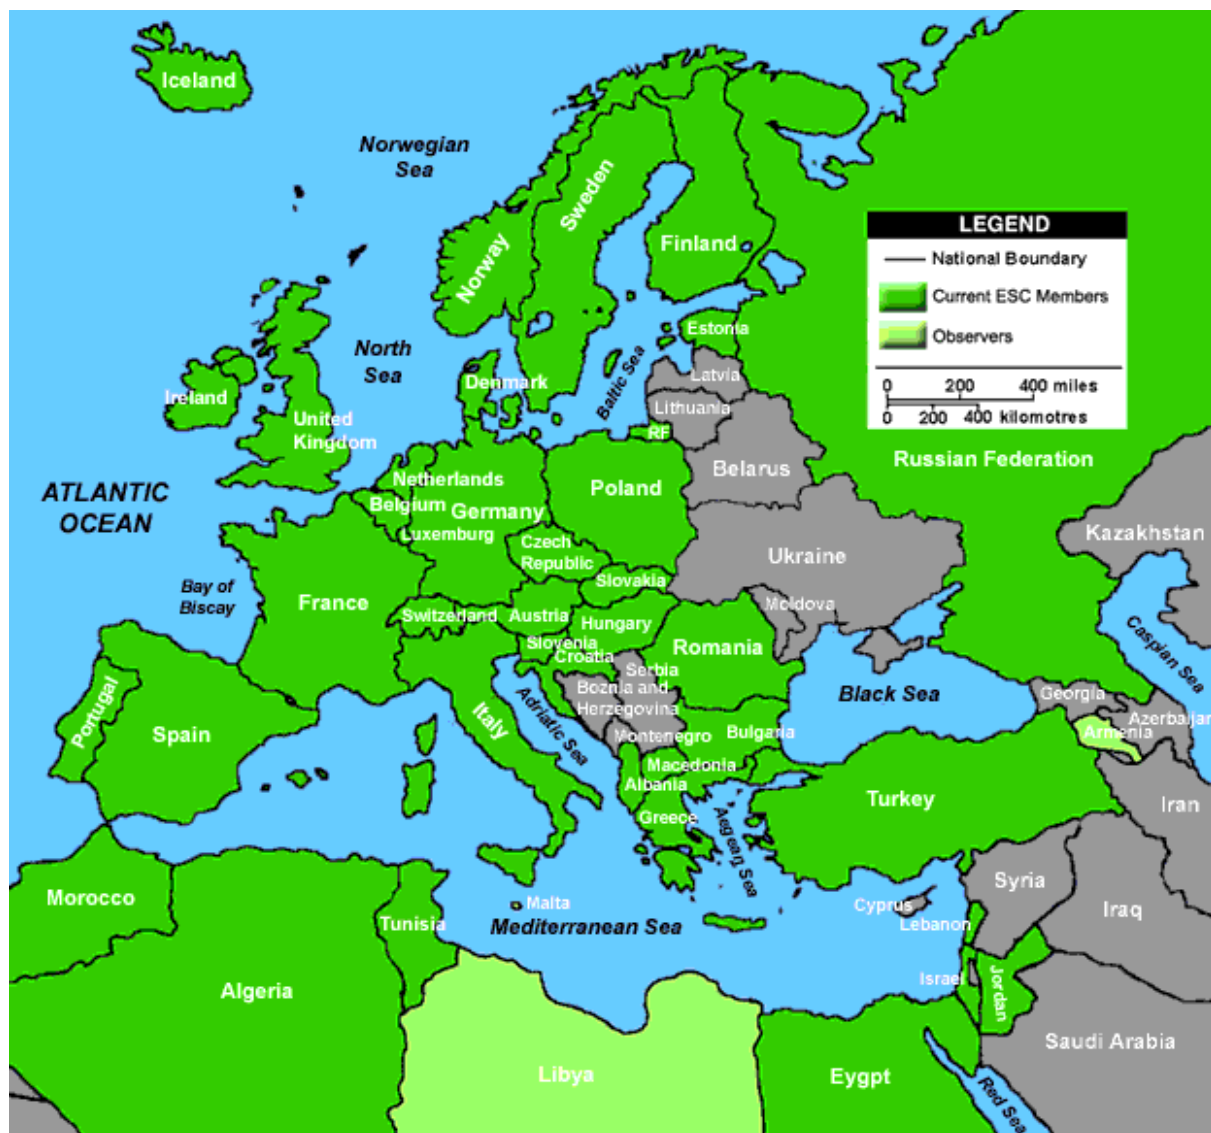 Iceland
Norwegian
Sea
Sweden
Finland
Norway
LEGEND
National Boundary
Current ESC Members
Observers
0 200 400 miles
0 200 400 kilomotres
Estonia
North
Sea
Baltic Sea
Denmark
Latvia
Ireland
Lithuania
United
Kingdom
RF
Russian Federation
Belarus
Netherlands
Poland
ATLANTIC
OCEAN
Belgium
Germany
Luxemburg
Kazakhstan
Czech
Republic
Ukraine
Slovakia
Bay of
Biscay
France
Switzerland
Austria
Moldova
Hungary
Slovenia
Romania
Croatia
Caspian Sea
Serbia
Boznia and
Herzegovina
Black Sea
Georgia
Portugal
Spain
Italy
Adriatic Sea
Montenegro
Bulgaria
Azerbaijan
Armenia
Macedonia
Albania
Turkey
Iran
Greece
Aegean Sea
Syria
Morocco
Malta
Cyprus
Iraq
Tunisia
Mediterranean Sea
Lebanon
Israel
Jordan
Algeria
Saudi Arabia
Libya
Eygpt
Red Sea